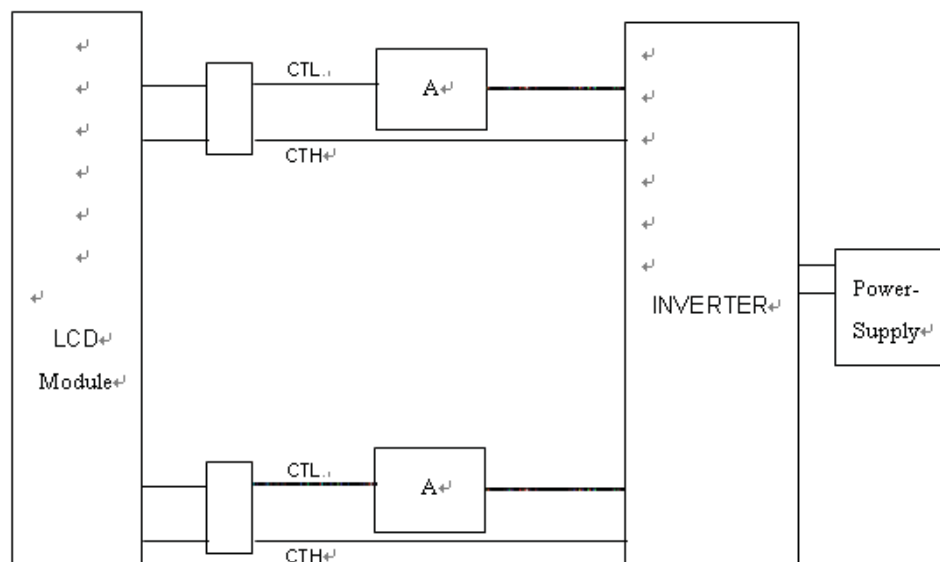 CTL
A
CTH
LCD
Module
INVERTER
Power-
Supply
CTL
A
CTH